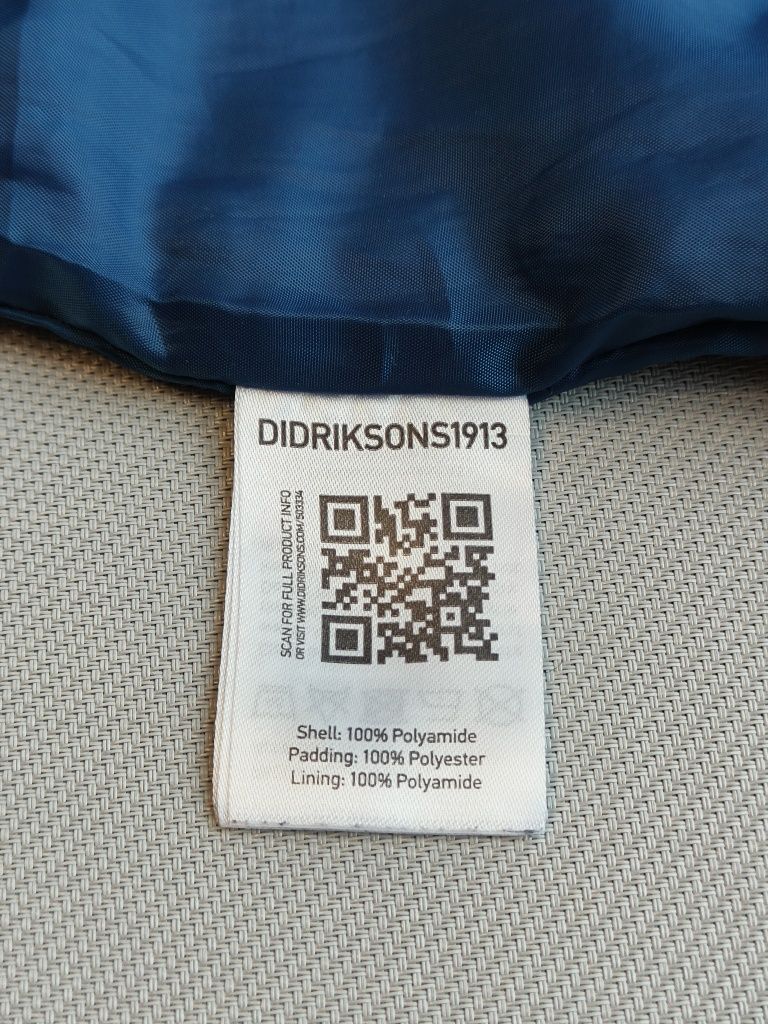 DIDRIKSONS1913
SCAN FOR FULL PRODUCT INFO
OR VISIT WWW.DIDRIKSONS.COM/503334
Shell: 100% Polyamide
Padding: 100% Polyester
Lining: 100% Polyamide